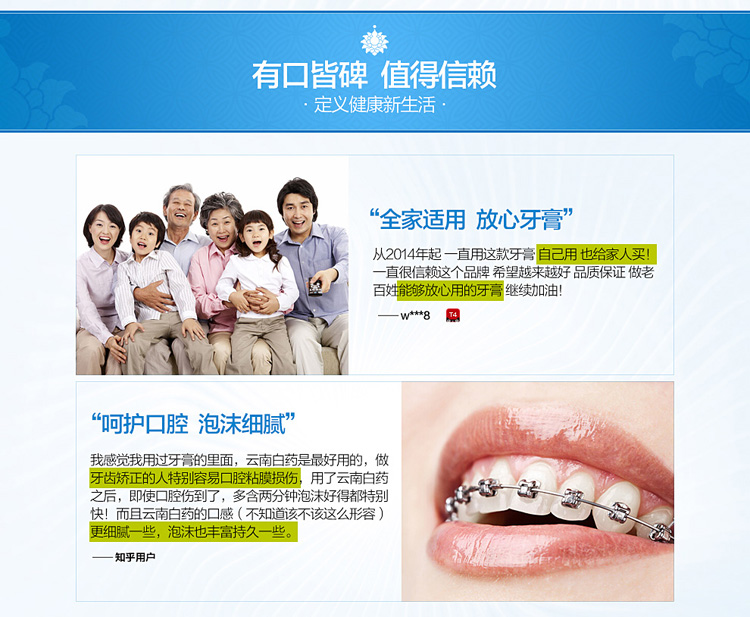 有口皆碑 值得信赖
· 定义健康新生活 ·
“全家适用 放心牙膏”
从2014年起 一直用这款牙膏 自己用 也给家人买！
一直很信赖这个品牌 希望越来越好 品质保证 做老
百姓能够放心用的牙膏 继续加油！
—— w***8 T4
“呵护口腔 泡沫细腻”
我感觉我用过牙膏的里面，云南白药是最好用的，做
牙齿矫正的人特别容易口腔粘膜损伤，用了云南白药
之后，即使口腔伤到了，多含两分钟泡沫好得都特别
快！而且云南白药的口感（不知道该不该这么形容）
更细腻一些，泡沫也丰富持久一些。
—— 知乎用户